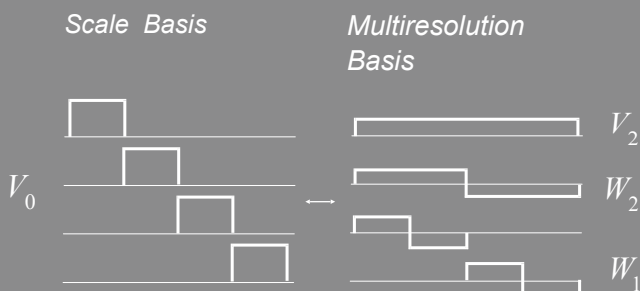 Scale Basis
Multiresolution
Basis
V₂
V₀
W₂
W₁